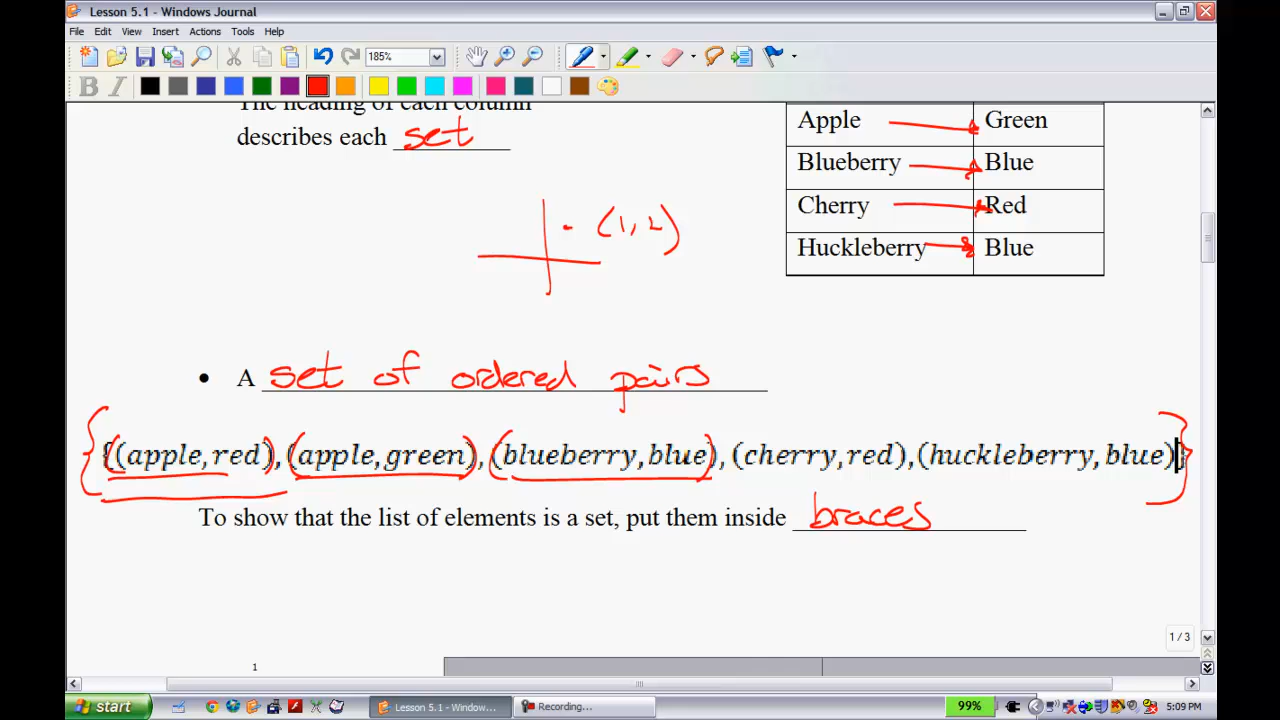 Lesson 5.1 - Windows Journal
File Edit View Insert Actions Tools Help
185%
B I
The heading of each column
describes each set
Apple Green
Blueberry Blue
Cherry Red
Huckleberry Blue
(1,2)
• A set of ordered pairs
{(apple,red),(apple,green),(blueberry,blue),(cherry,red),(huckleberry,blue)}
To show that the list of elements is a set, put them inside braces
1 / 3
1
start Lesson 5.1 - Window... Recording... 99% 5:09 PM